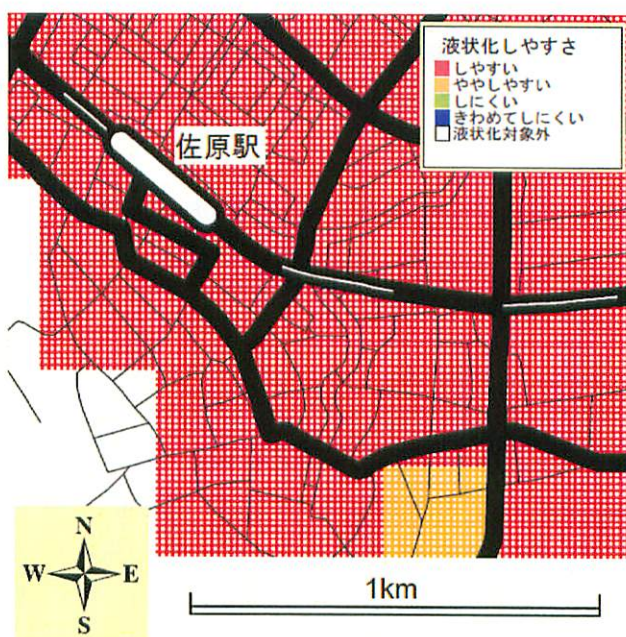 液状化しやすさ
しやすい
ややしやすい
しにくい
きわめてしにくい
液状化対象外
佐原駅
N
W E
S
1km